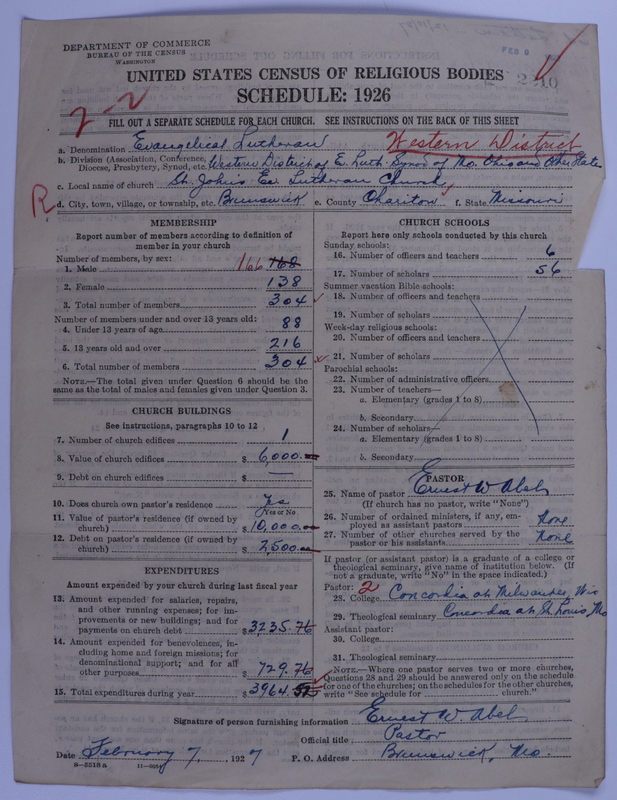 DEPARTMENT OF COMMERCE
BUREAU OF THE CENSUS
WASHINGTON
UNITED STATES CENSUS OF RELIGIOUS BODIES
SCHEDULE: 1926
2-2
FILL OUT A SEPARATE SCHEDULE FOR EACH CHURCH. SEE INSTRUCTIONS ON THE BACK OF THIS SHEET
a. Denomination Evangelical Lutheran Western District
b. Division (Association, Conference, Diocese, Presbytery, Synod, etc. Western District of E. Luth. Synod of Mo. Ohio and Other States
c. Local name of church St. Johns Ev. Lutheran Church
R d. City, town, village, or township, etc. Brunswick e. County Chariton f. State Missouri
MEMBERSHIP
Report number of members according to definition of
member in your church
Number of members, by sex:
1. Male 166 168
2. Female 138
3. Total number of members 304
Number of members under and over 13 years old:
4. Under 13 years of age 88
5. 13 years old and over 216
6. Total number of members 304
NOTE.—The total given under Question 6 should be the
same as the total of males and females given under Question 3.
CHURCH BUILDINGS
See instructions, paragraphs 10 to 12
7. Number of church edifices 1
8. Value of church edifices $ 6,000.
9. Debt on church edifices $ —
10. Does church own pastor's residence Yes
Yes or No
11. Value of pastor's residence (if owned by
church) $ 10,000.
12. Debt on pastor's residence (if owned by
church) $ 2,500.
EXPENDITURES
Amount expended by your church during last fiscal year
13. Amount expended for salaries, repairs,
and other running expenses; for im-
provements or new buildings; and for
payments on church debt $ 3235.76
14. Amount expended for benevolences, in-
cluding home and foreign missions; for
denominational support; and for all
other purposes $ 729.76
15. Total expenditures during year $ 3964.52
CHURCH SCHOOLS
Report here only schools conducted by this church
Sunday schools:
16. Number of officers and teachers 6
17. Number of scholars 56
Summer vacation Bible schools:
18. Number of officers and teachers
19. Number of scholars
Week-day religious schools:
20. Number of officers and teachers
21. Number of scholars
Parochial schools:
22. Number of administrative officers
23. Number of teachers—
a. Elementary (grades 1 to 8)
b. Secondary
24. Number of scholars—
a. Elementary (grades 1 to 8)
b. Secondary
PASTOR
25. Name of pastor Ernest W Abel
(If church has no pastor, write "None")
26. Number of ordained ministers, if any, em-
ployed as assistant pastors None
27. Number of other churches served by the
pastor or his assistants None
If pastor (or assistant pastor) is a graduate of a college or
theological seminary, give name of institution below. (If
not a graduate, write "No" in the space indicated.)
Pastor: 2
28. College Concordia at Milwaukee, Wis
29. Theological seminary Concordia at St. Louis, Mo
Assistant pastor:
30. College
31. Theological seminary
NOTE.—Where one pastor serves two or more churches,
Questions 28 and 29 should be answered only on the schedule
for one of the churches; on the schedules for the other churches,
write "See schedule for church."
Signature of person furnishing information Ernest W. Abel
Official title Pastor
Date February 7, 1927 P. O. Address Brunswick, Mo.
8-5518a